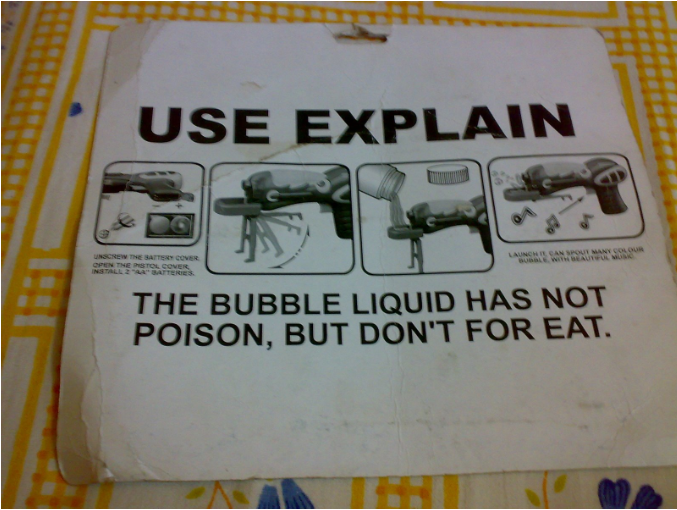 USE EXPLAIN
UNSCREW THE BATTERY COVER,
OPEN THE PISTOL COVER,
INSTALL 2 "AA" BATTERIES.
LAUNCH IT, CAN SPOUT MANY COLOUR
BUBBLE, WITH BEAUTIFUL MUSIC.
THE BUBBLE LIQUID HAS NOT
POISON, BUT DON'T FOR EAT.